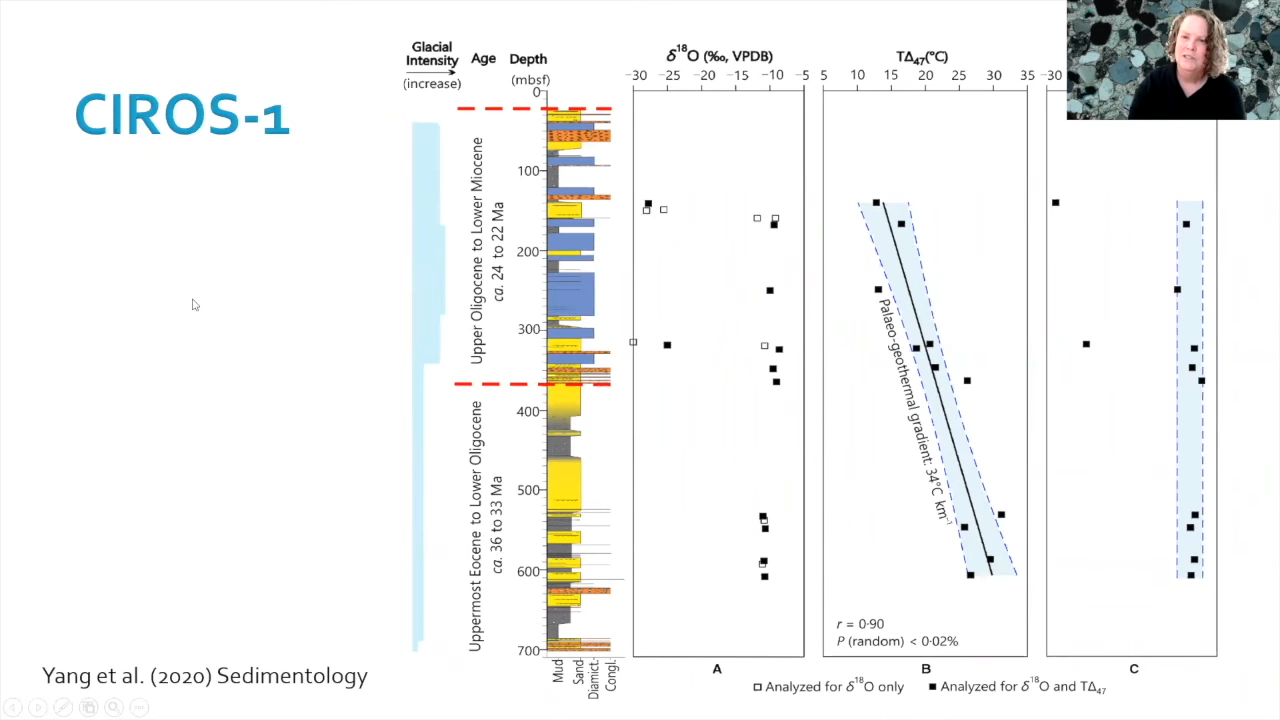 CIROS-1
Glacial
Intensity
(increase)
Age
Depth
(mbsf)
0
100
200
300
400
500
600
700
Upper Oligocene to Lower Miocene
ca. 24 to 22 Ma
Uppermost Eocene to Lower Oligocene
ca. 36 to 33 Ma
Mud
Sand
Diamict.
Congl.
δ¹⁸O (‰, VPDB)
−30 −25 −20 −15 −10 −5
A
TΔ₄₇(°C)
5 10 15 20 25 30 35
Palaeo-geothermal gradient: 34°C km⁻¹
r = 0·90
P (random) < 0·02%
B
−30
C
Analyzed for δ¹⁸O only
Analyzed for δ¹⁸O and TΔ₄₇
Yang et al. (2020) Sedimentology